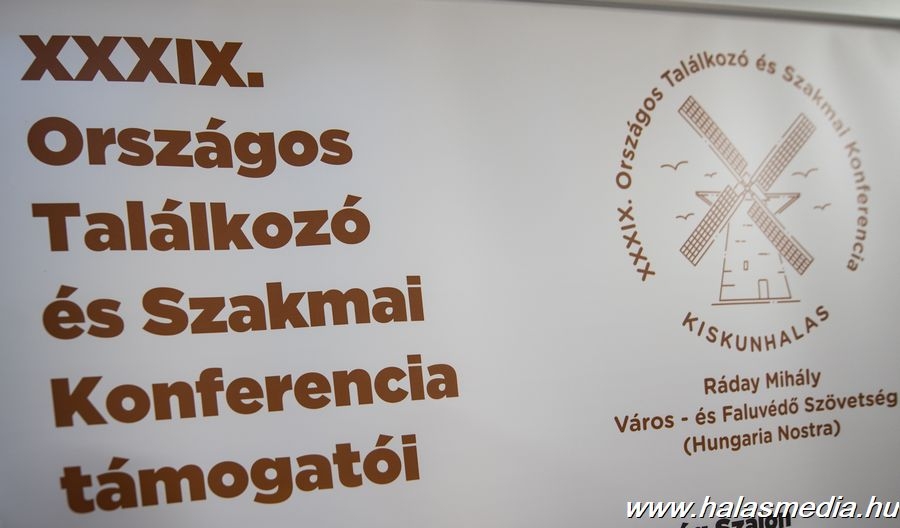 XXXIX.
Országos
Találkozó
és Szakmai
Konferencia
támogatói
XXXIX. Országos Találkozó és Szakmai Konferencia
KISKUNHALAS
Ráday Mihály
Város - és Faluvédő Szövetség
(Hungaria Nostra)
www.halasmedia.hu